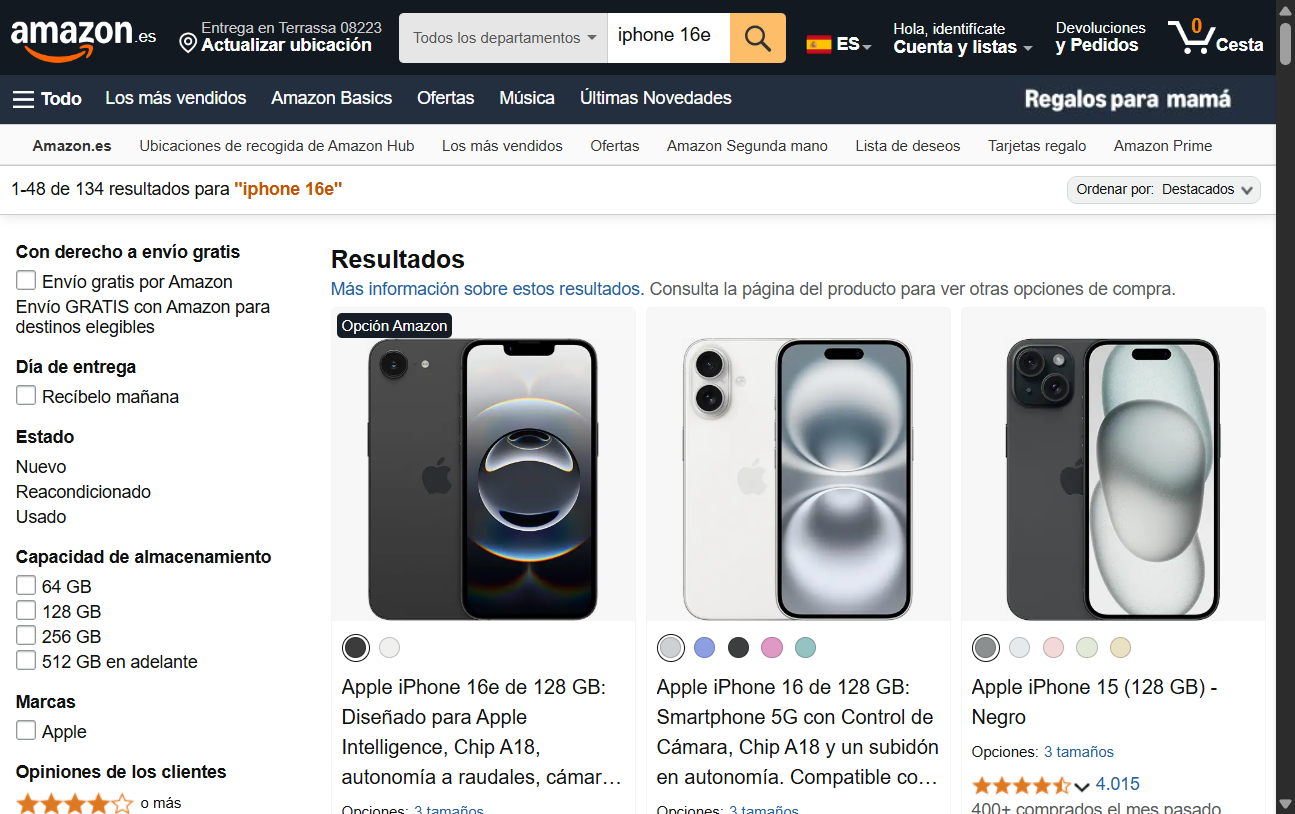 amazon.es
Entrega en Terrassa 08223
Actualizar ubicación
Todos los departamentos
iphone 16e
ES
Hola, identifícate
Cuenta y listas
Devoluciones
y Pedidos
0
Cesta
Todo
Los más vendidos
Amazon Basics
Ofertas
Música
Últimas Novedades
Regalos para mamá
Amazon.es
Ubicaciones de recogida de Amazon Hub
Los más vendidos
Ofertas
Amazon Segunda mano
Lista de deseos
Tarjetas regalo
Amazon Prime
1-48 de 134 resultados para "iphone 16e"
Ordenar por: Destacados
Con derecho a envío gratis
Envío gratis por Amazon
Envío GRATIS con Amazon para
destinos elegibles
Día de entrega
Recíbelo mañana
Estado
Nuevo
Reacondicionado
Usado
Capacidad de almacenamiento
64 GB
128 GB
256 GB
512 GB en adelante
Marcas
Apple
Opiniones de los clientes
o más
Resultados
Más información sobre estos resultados. Consulta la página del producto para ver otras opciones de compra.
Opción Amazon
Apple iPhone 16e de 128 GB:
Diseñado para Apple
Intelligence, Chip A18,
autonomía a raudales, cámar…
Opciones: 3 tamaños
Apple iPhone 16 de 128 GB:
Smartphone 5G con Control de
Cámara, Chip A18 y un subidón
en autonomía. Compatible co…
Opciones: 3 tamaños
Apple iPhone 15 (128 GB) -
Negro
Opciones: 3 tamaños
4.015
400+ comprados el mes pasado